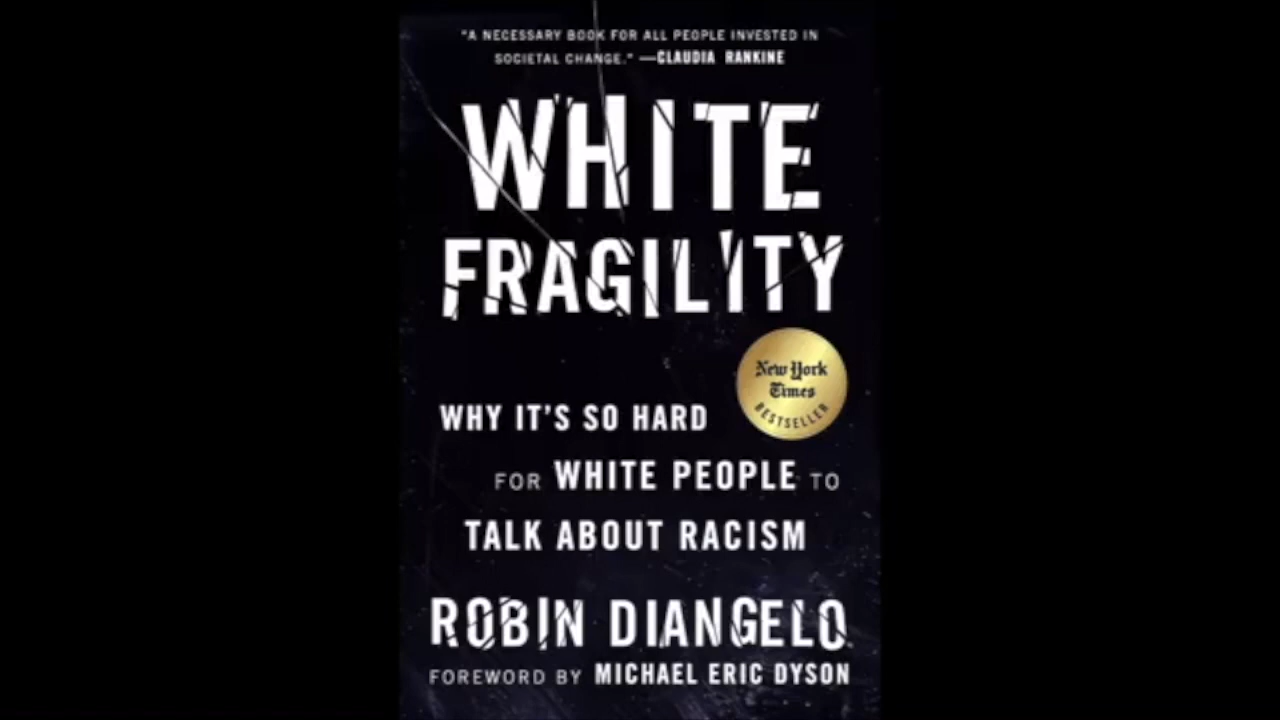 "A NECESSARY BOOK FOR ALL PEOPLE INVESTED IN
SOCIETAL CHANGE." —CLAUDIA RANKINE
WHITE
FRAGILITY
New York
Times
BESTSELLER
WHY IT'S SO HARD
FOR WHITE PEOPLE TO
TALK ABOUT RACISM
ROBIN DIANGELO
FOREWORD BY MICHAEL ERIC DYSON